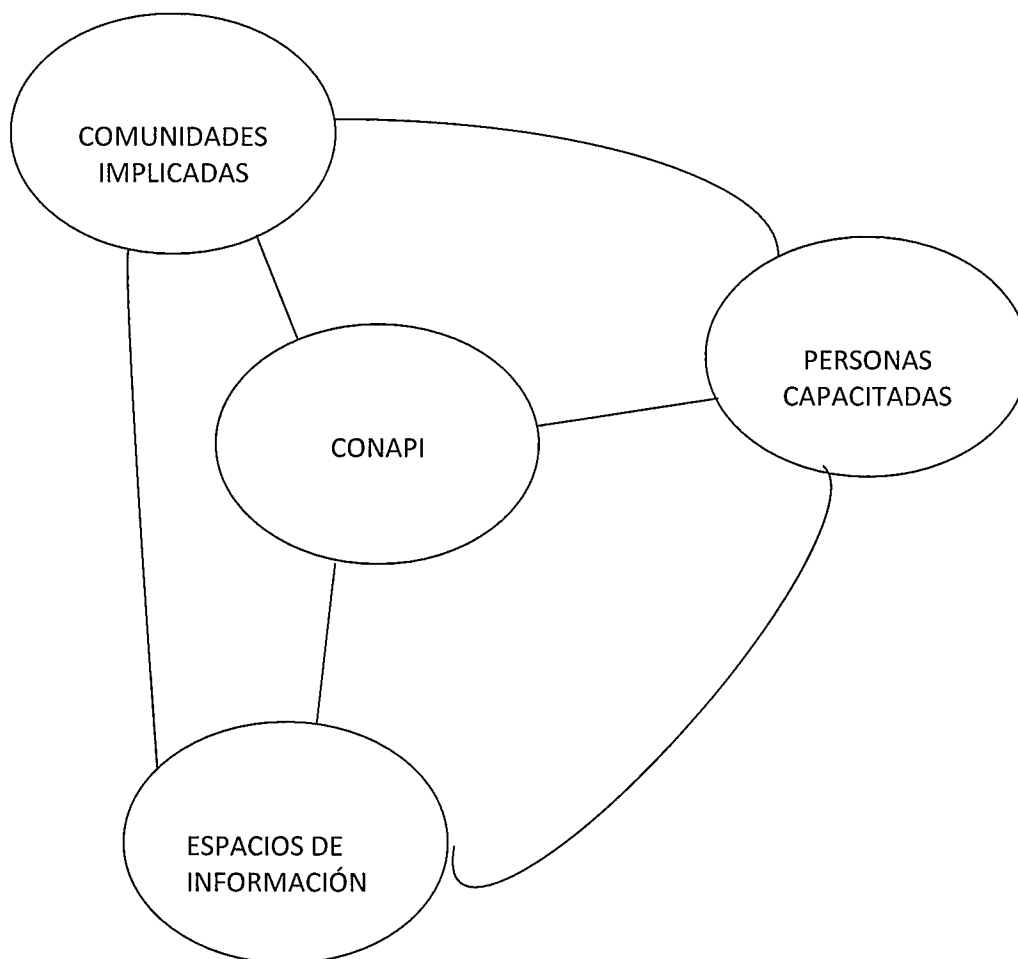 COMUNIDADES
IMPLICADAS
PERSONAS
CAPACITADAS
CONAPI
ESPACIOS DE
INFORMACIÓN